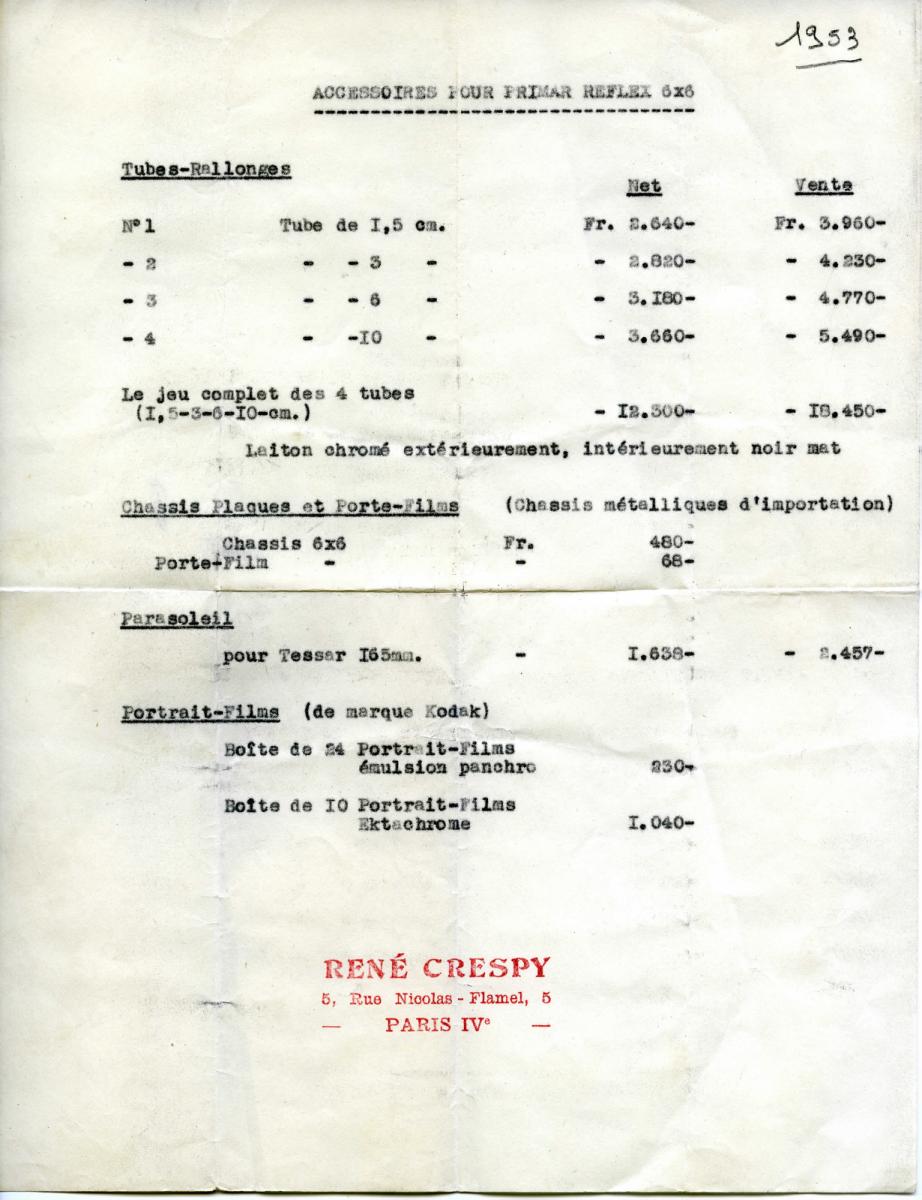 1953
ACCESSOIRES POUR PRIMAR REFLEX 6x6
Tubes-Rallonges
Net Vente
N°1 Tube de I,5 cm. Fr. 2.640- Fr. 3.960-
- 2 - - 3 - - 2.820- - 4.230-
- 3 - - 6 - - 3.I80- - 4.770-
- 4 - -IO - - 3.660- - 5.490-
Le jeu complet des 4 tubes
(I,5-3-6-IO-cm.) - I2.300- - I8.450-
Laiton chromé extérieurement, intérieurement noir mat
Chassis Plaques et Porte-Films (Chassis métalliques d'importation)
Chassis 6x6 Fr. 480-
Porte-Film - - 68-
Parasoleil
pour Tessar I65mm. - I.638- - 2.457-
Portrait-Films (de marque Kodak)
Boîte de 24 Portrait-Films
émulsion panchro 230-
Boîte de IO Portrait-Films
Ektachrome I.040-
RENÉ CRESPY
5, Rue Nicolas - Flamel, 5
— PARIS IVe —